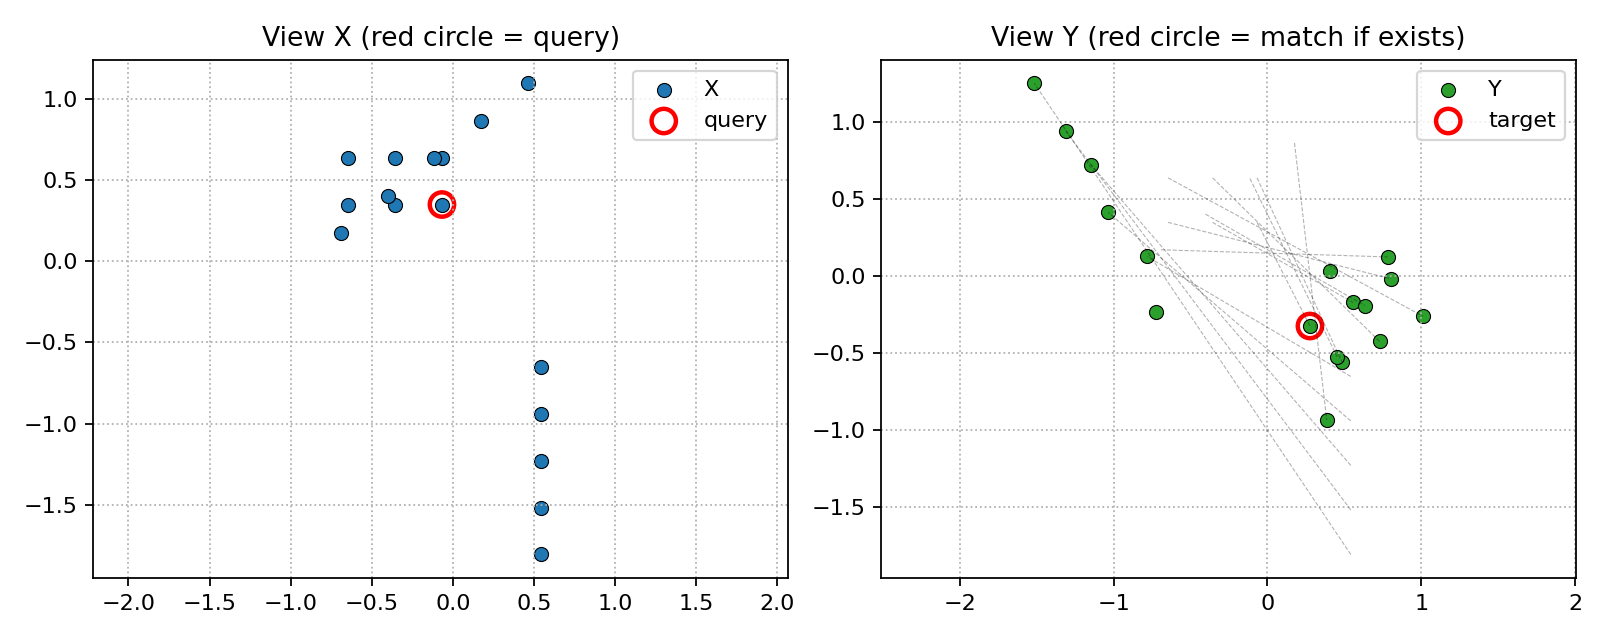 View X (red circle = query)
X
query
1.0
0.5
0.0
−0.5
−1.0
−1.5
−2.0 −1.5 −1.0 −0.5 0.0 0.5 1.0 1.5 2.0
View Y (red circle = match if exists)
Y
target
1.0
0.5
0.0
−0.5
−1.0
−1.5
−2 −1 0 1 2